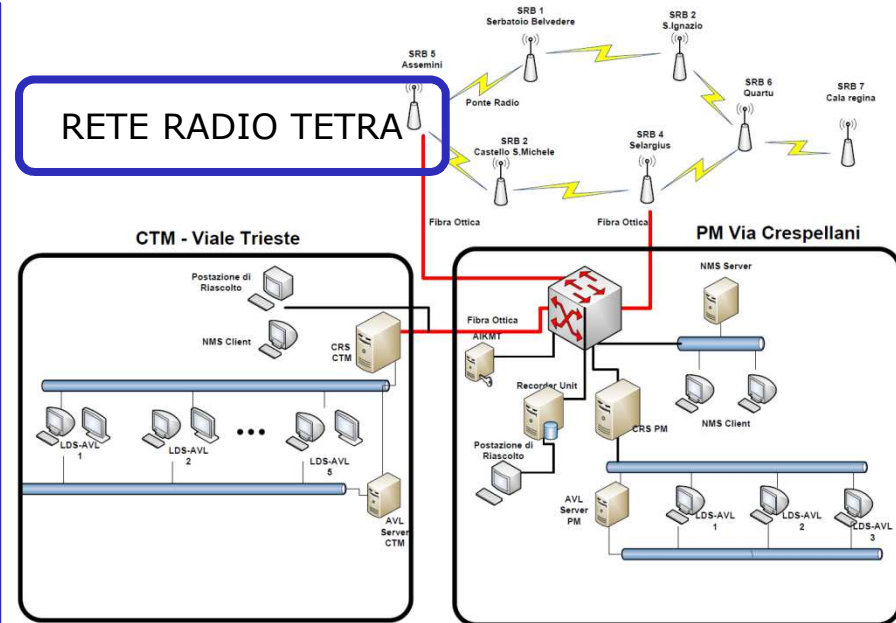 SRB 1
Serbatoio Belvedere
SRB 2
S.Ignazio
SRB 5
Assemini
SRB 6
Quartu
SRB 7
Cala regina
Ponte Radio
RETE RADIO TETRA
SRB 2
Castello S.Michele
SRB 4
Selargius
Fibra Ottica
Fibra Ottica
CTM - Viale Trieste
PM Via Crespellani
Postazione di
Riascolto
NMS Client
CRS
CTM
Fibra Ottica
AIKMT
NMS Server
Recorder Unit
CRS PM
NMS Client
Postazione di
Riascolto
LDS-AVL
1
LDS-AVL
2
LDS-AVL
5
AVL
Server
CTM
AVL
Server
PM
LDS-AVL
1
LDS-AVL
2
LDS-AVL
3